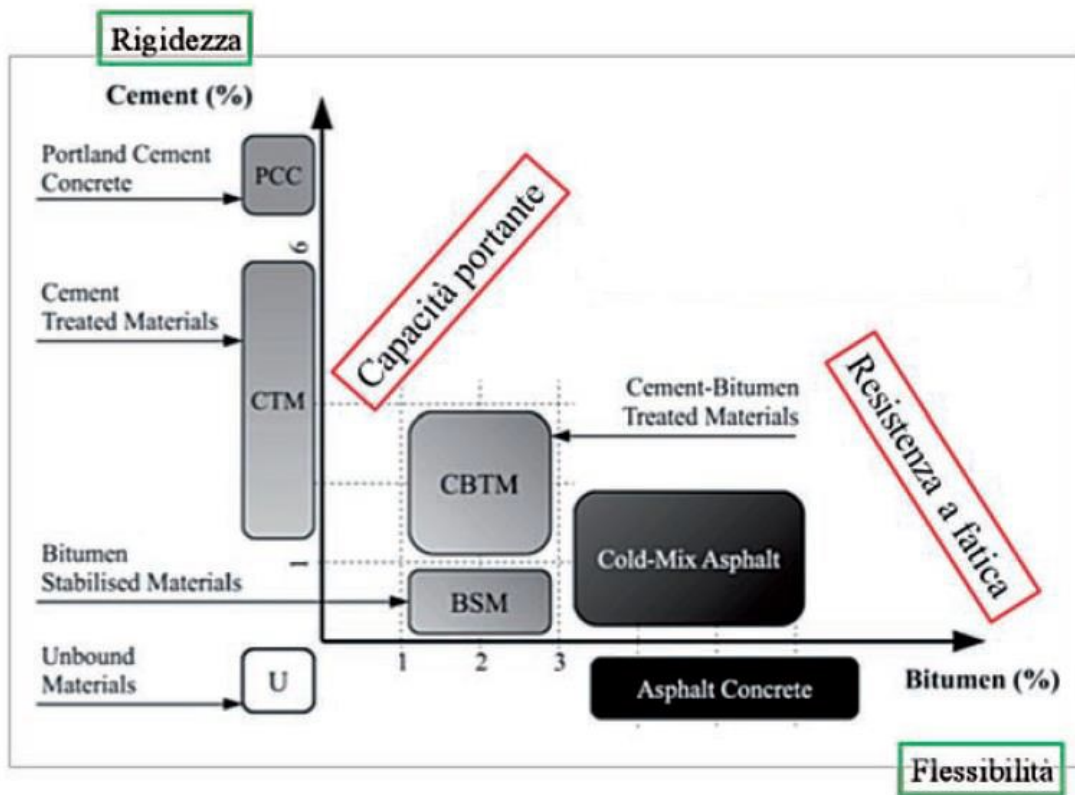 Rigidezza
Cement (%)
Portland Cement
Concrete
PCC
Capacità portante
6
Cement
Treated Materials
CTM
Cement-Bitumen
Treated Materials
Resistenza a fatica
CBTM
Cold-Mix Asphalt
Bitumen
Stabilised Materials
1
BSM
Unbound
Materials
U
1 2 3
Asphalt Concrete
Bitumen (%)
Flessibilità